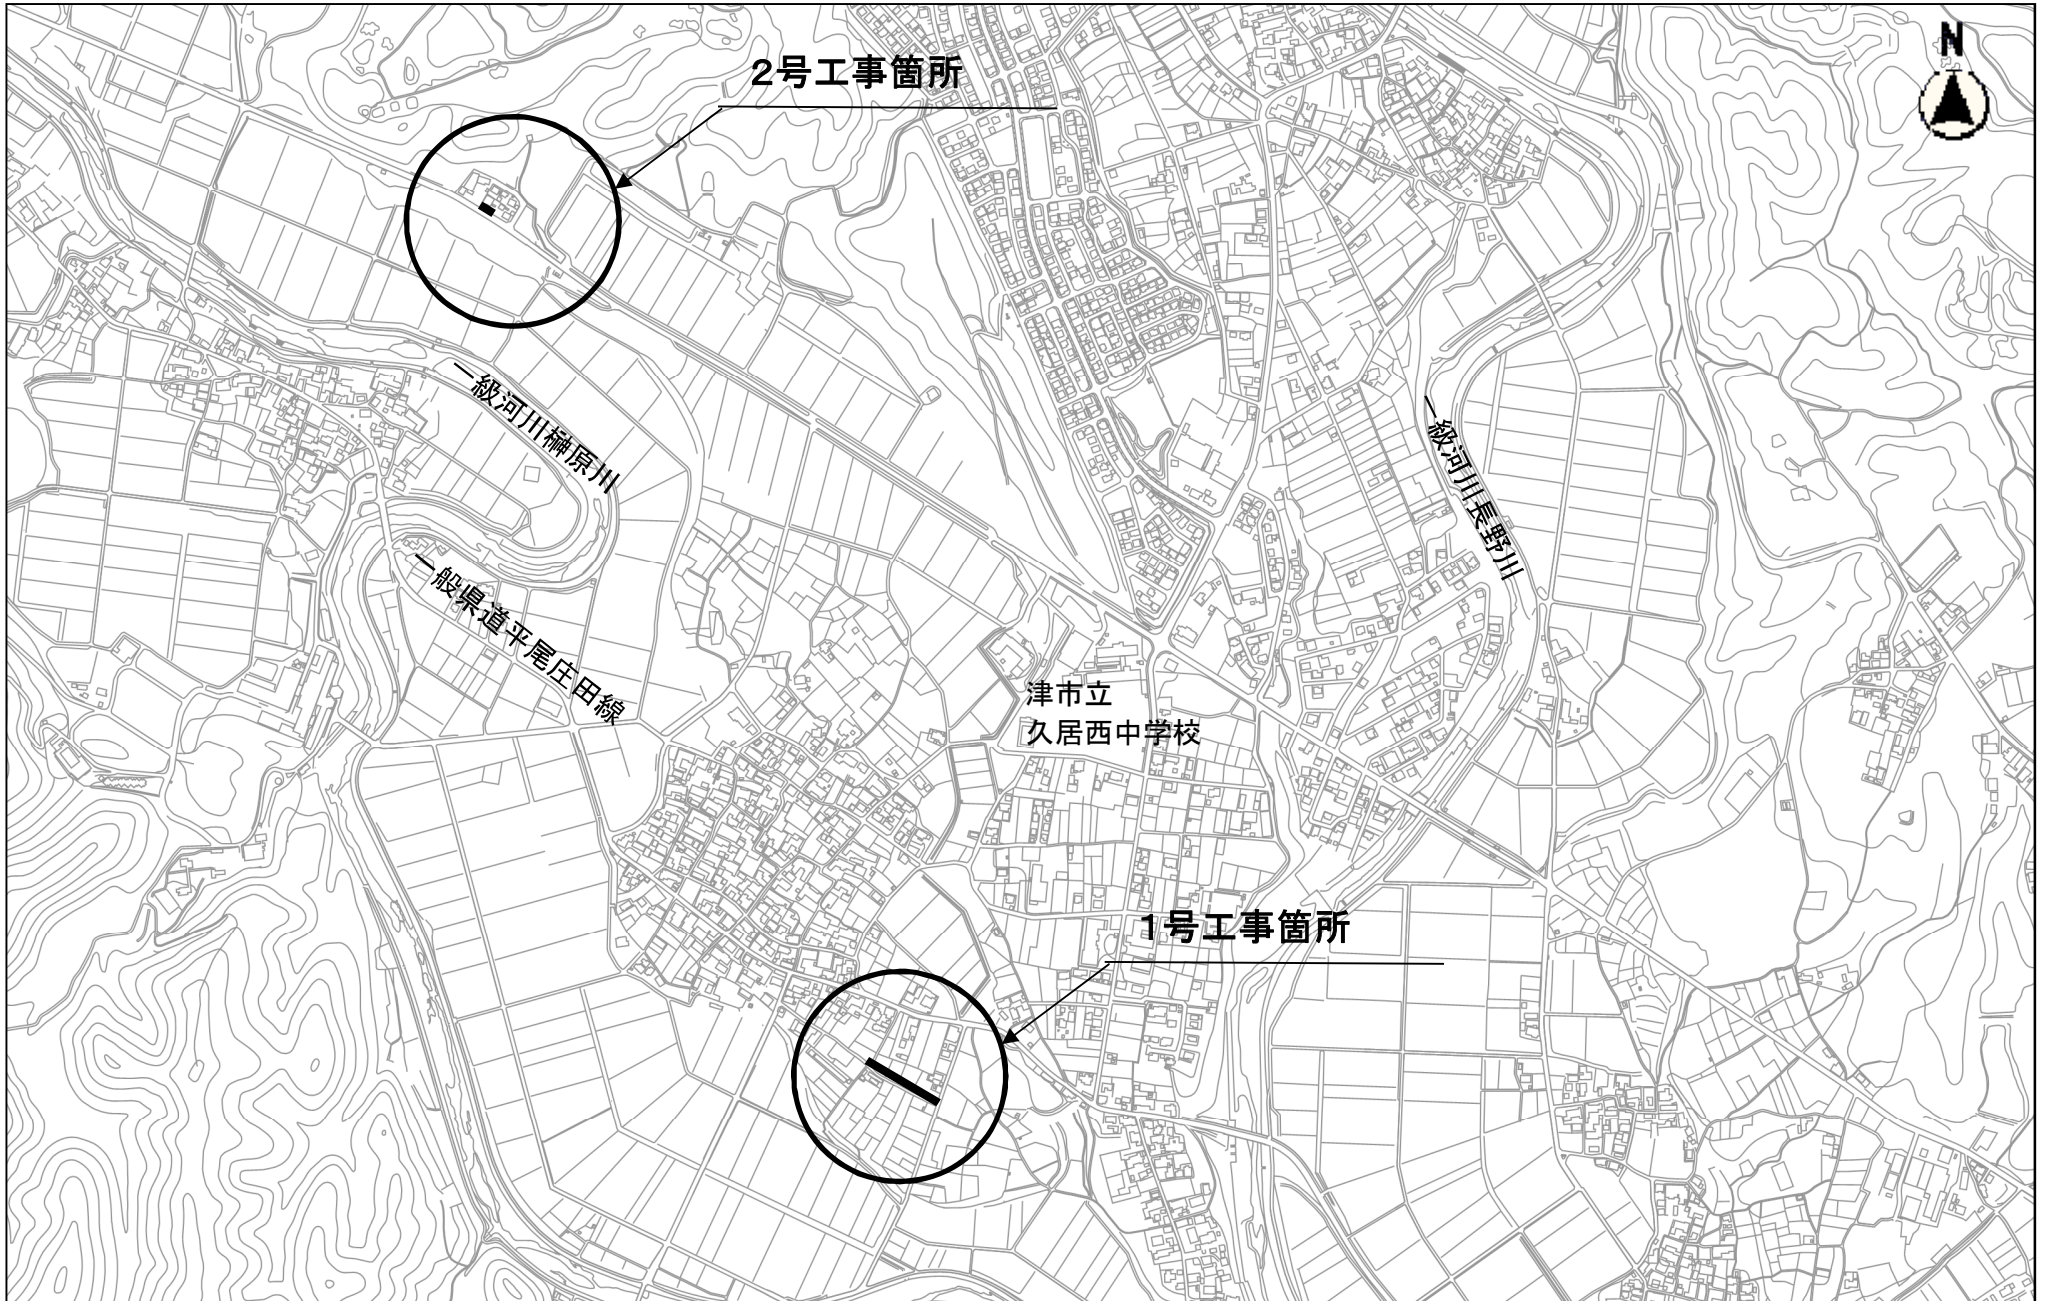 N
2号工事箇所
一級河川榊原川
一級河川長野川
一般県道平尾庄田線
津市立
久居西中学校
1号工事箇所